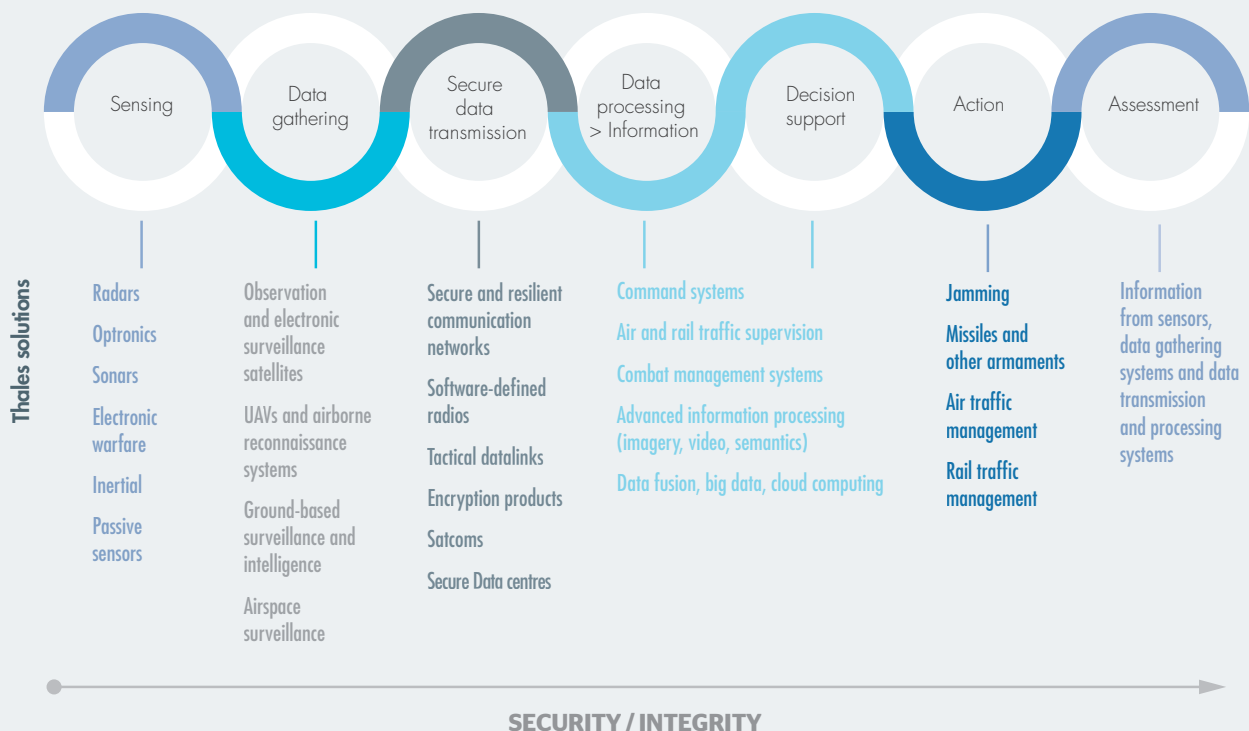 Sensing
Data
gathering
Secure
data
transmission
Data
processing
> Information
Decision
support
Action
Assessment
Thales solutions
Radars
Optronics
Sonars
Electronic
warfare
Inertial
Passive
sensors
Observation
and electronic
surveillance
satellites
UAVs and airborne
reconnaissance
systems
Ground-based
surveillance and
intelligence
Airspace
surveillance
Secure and resilient
communication
networks
Software-defined
radios
Tactical datalinks
Encryption products
Satcoms
Secure Data centres
Command systems
Air and rail traffic supervision
Combat management systems
Advanced information processing
(imagery, video, semantics)
Data fusion, big data, cloud computing
Jamming
Missiles and
other armaments
Air traffic
management
Rail traffic
management
Information
from sensors,
data gathering
systems and data
transmission
and processing
systems
SECURITY / INTEGRITY